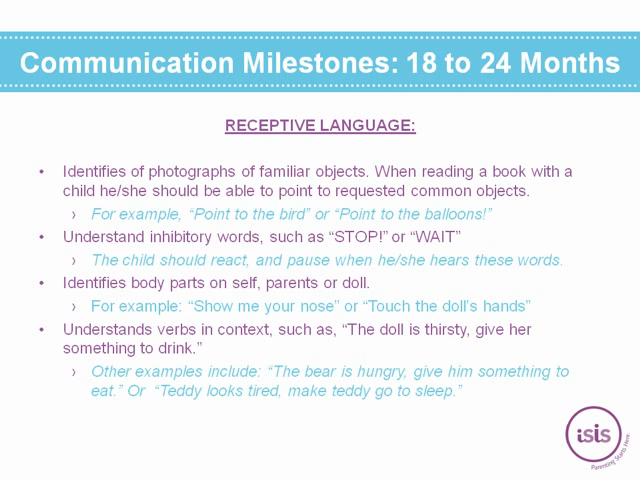 Communication Milestones: 18 to 24 Months
RECEPTIVE LANGUAGE:
• Identifies of photographs of familiar objects. When reading a book with a
child he/she should be able to point to requested common objects.
› For example, “Point to the bird” or “Point to the balloons!”
• Understand inhibitory words, such as “STOP!” or “WAIT”
› The child should react, and pause when he/she hears these words.
• Identifies body parts on self, parents or doll.
› For example: “Show me your nose” or “Touch the doll’s hands”
• Understands verbs in context, such as, “The doll is thirsty, give her
something to drink.”
› Other examples include: “The bear is hungry, give him something to
eat.” Or  “Teddy looks tired, make teddy go to sleep.”
isis
Parenting Starts Here.